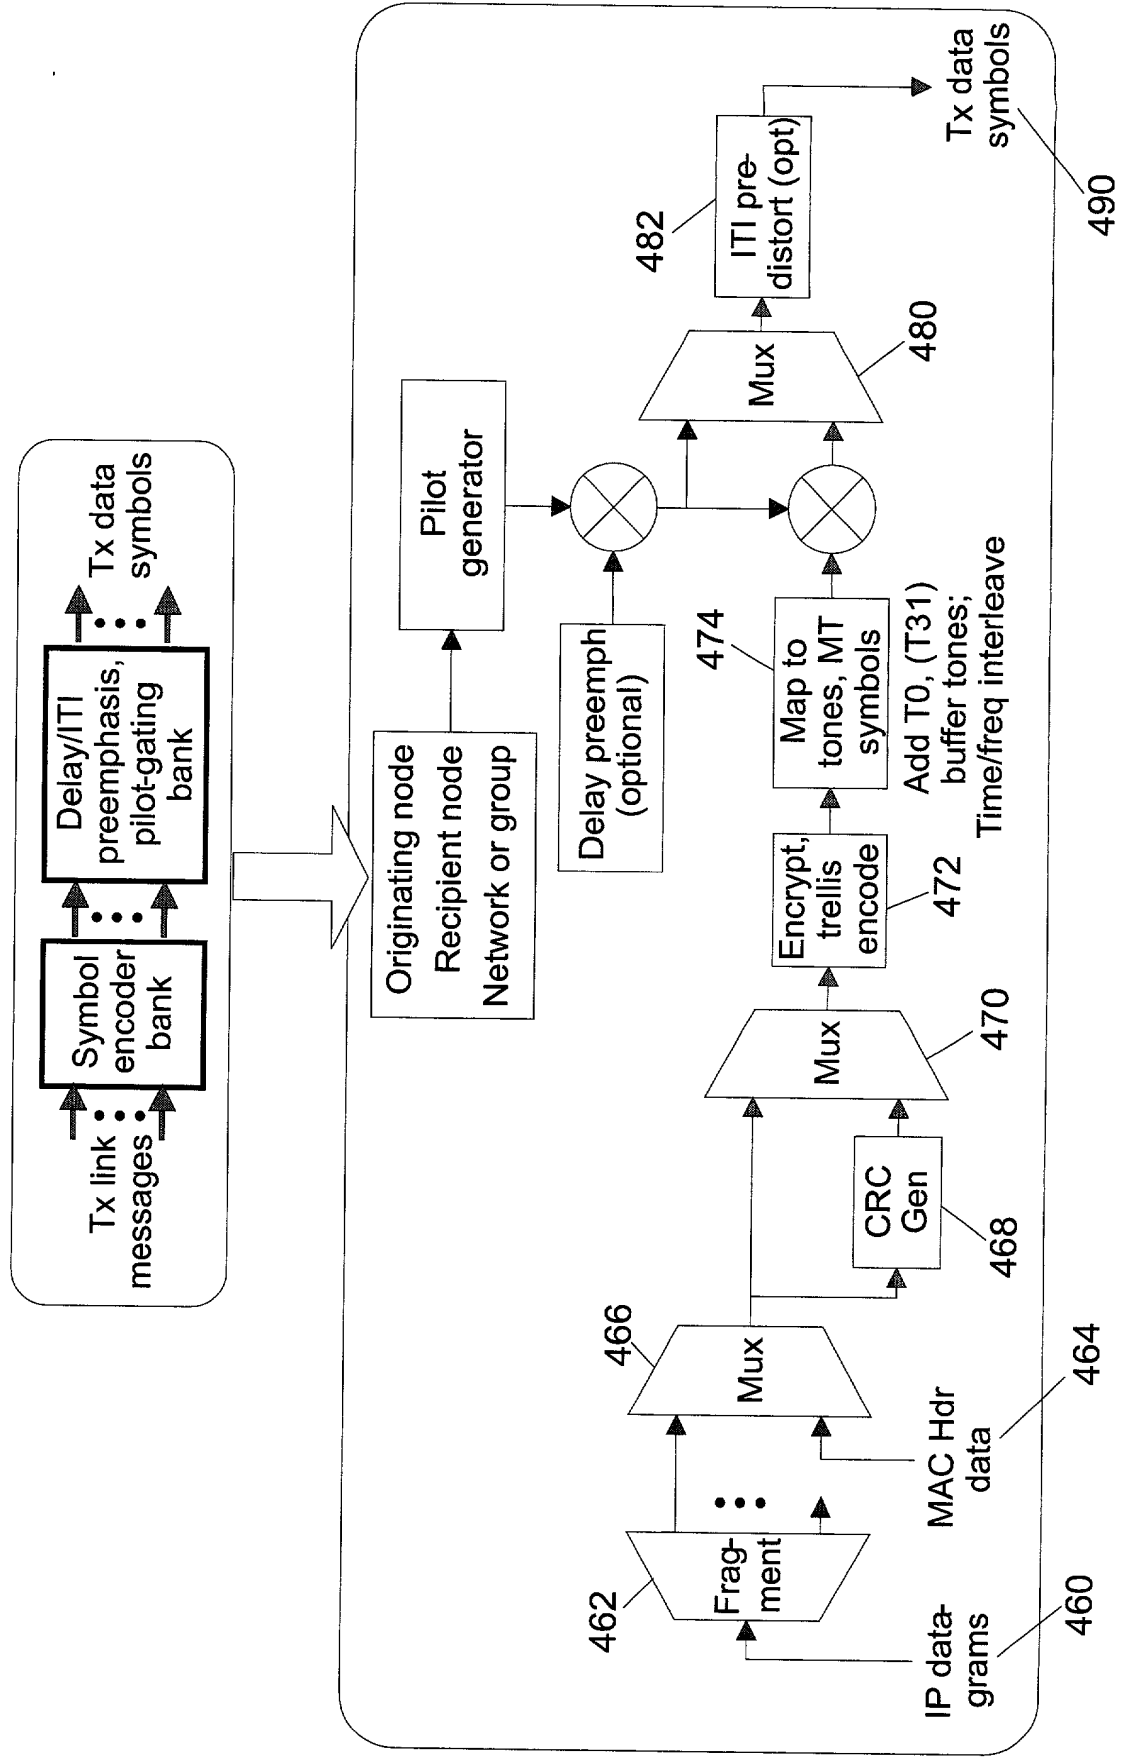 Tx link
messages
Symbol
encoder
bank
Delay/ITI
preemphasis,
pilot-gating
bank
Tx data
symbols
Originating node
Recipient node
Network or group
Pilot
generator
Delay preemph
(optional)
IP data-
grams
460
462
Frag-
ment
MAC Hdr
data
464
466
Mux
CRC
Gen
468
Mux
470
Encrypt,
trellis
encode
472
474
Map to
tones, MT
symbols
Add T0, (T31)
buffer tones;
Time/freq interleave
Mux
480
482
ITI pre-
distort (opt)
Tx data
symbols
490